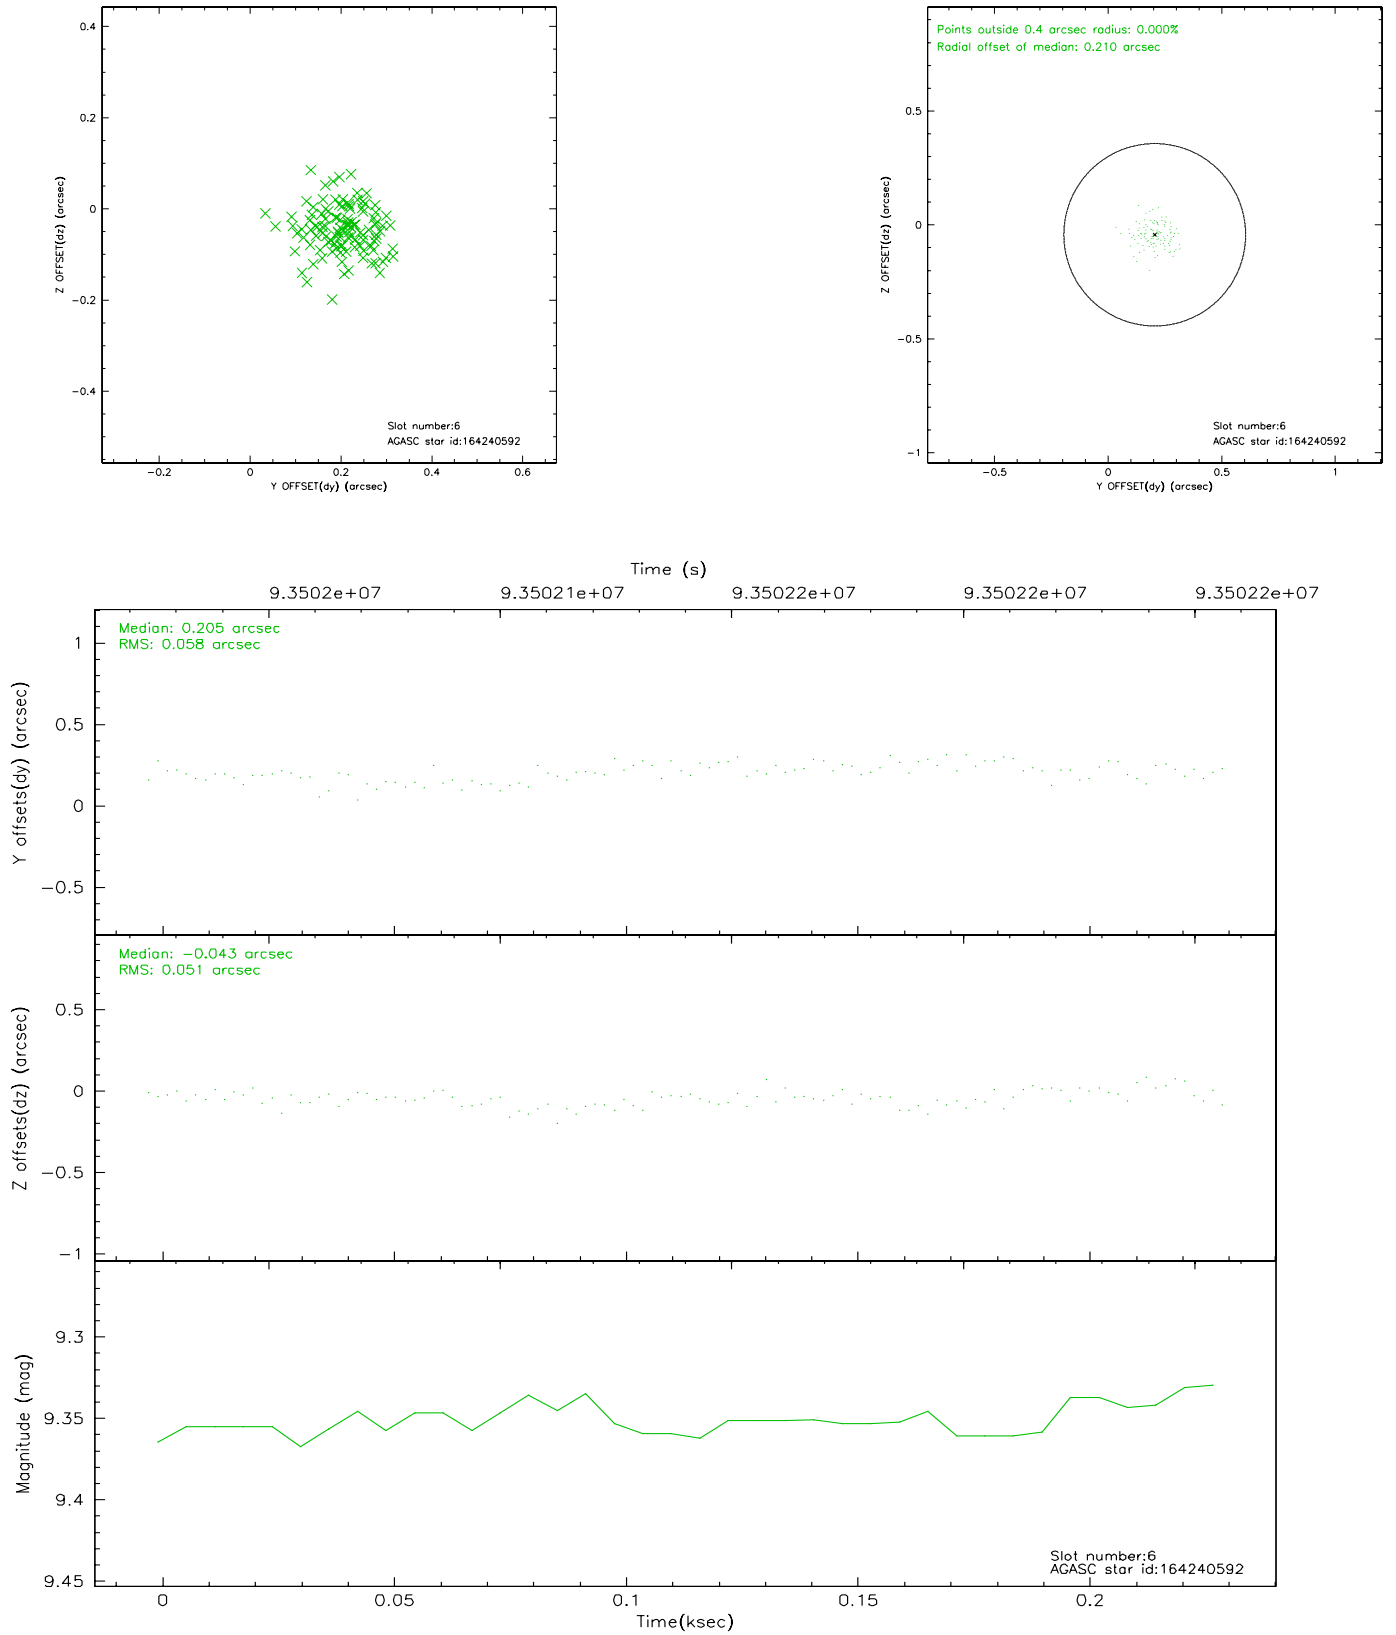 0.4
0.2
0
−0.2
−0.4
Z OFFSET(dz) (arcsec)
Slot number:6
AGASC star id:164240592
−0.2
0
0.2
0.4
0.6
Y OFFSET(dy) (arcsec)
Points outside 0.4 arcsec radius: 0.000%
Radial offset of median: 0.210 arcsec
0.5
0
−0.5
−1
Z OFFSET(dz) (arcsec)
Slot number:6
AGASC star id:164240592
−0.5
0
0.5
1
Y OFFSET(dy) (arcsec)
Time (s)
9.3502e+07
9.35021e+07
9.35022e+07
9.35022e+07
9.35022e+07
Median: 0.205 arcsec
RMS: 0.058 arcsec
1
0.5
0
−0.5
Y offsets(dy) (arcsec)
Median: −0.043 arcsec
RMS: 0.051 arcsec
0.5
0
−0.5
−1
Z offsets(dz) (arcsec)
9.3
9.35
9.4
9.45
Magnitude (mag)
Slot number:6
AGASC star id:164240592
0
0.05
0.1
0.15
0.2
Time(ksec)